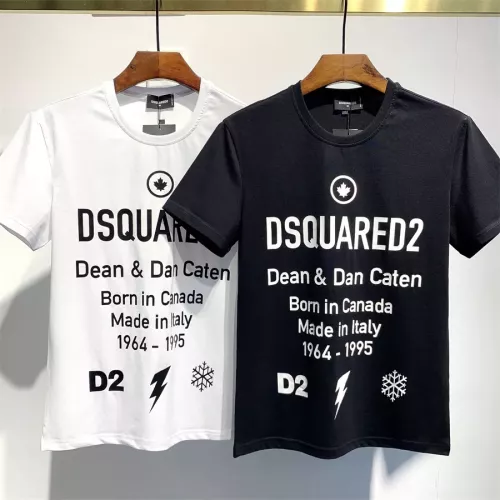 DSQUARED2
Dean & Dan Caten
Born in Canada
Made in Italy
1964 - 1995
D2
DSQUARED2
Dean & Dan Caten
Born in Canada
Made in Italy
1964 - 1995
D2